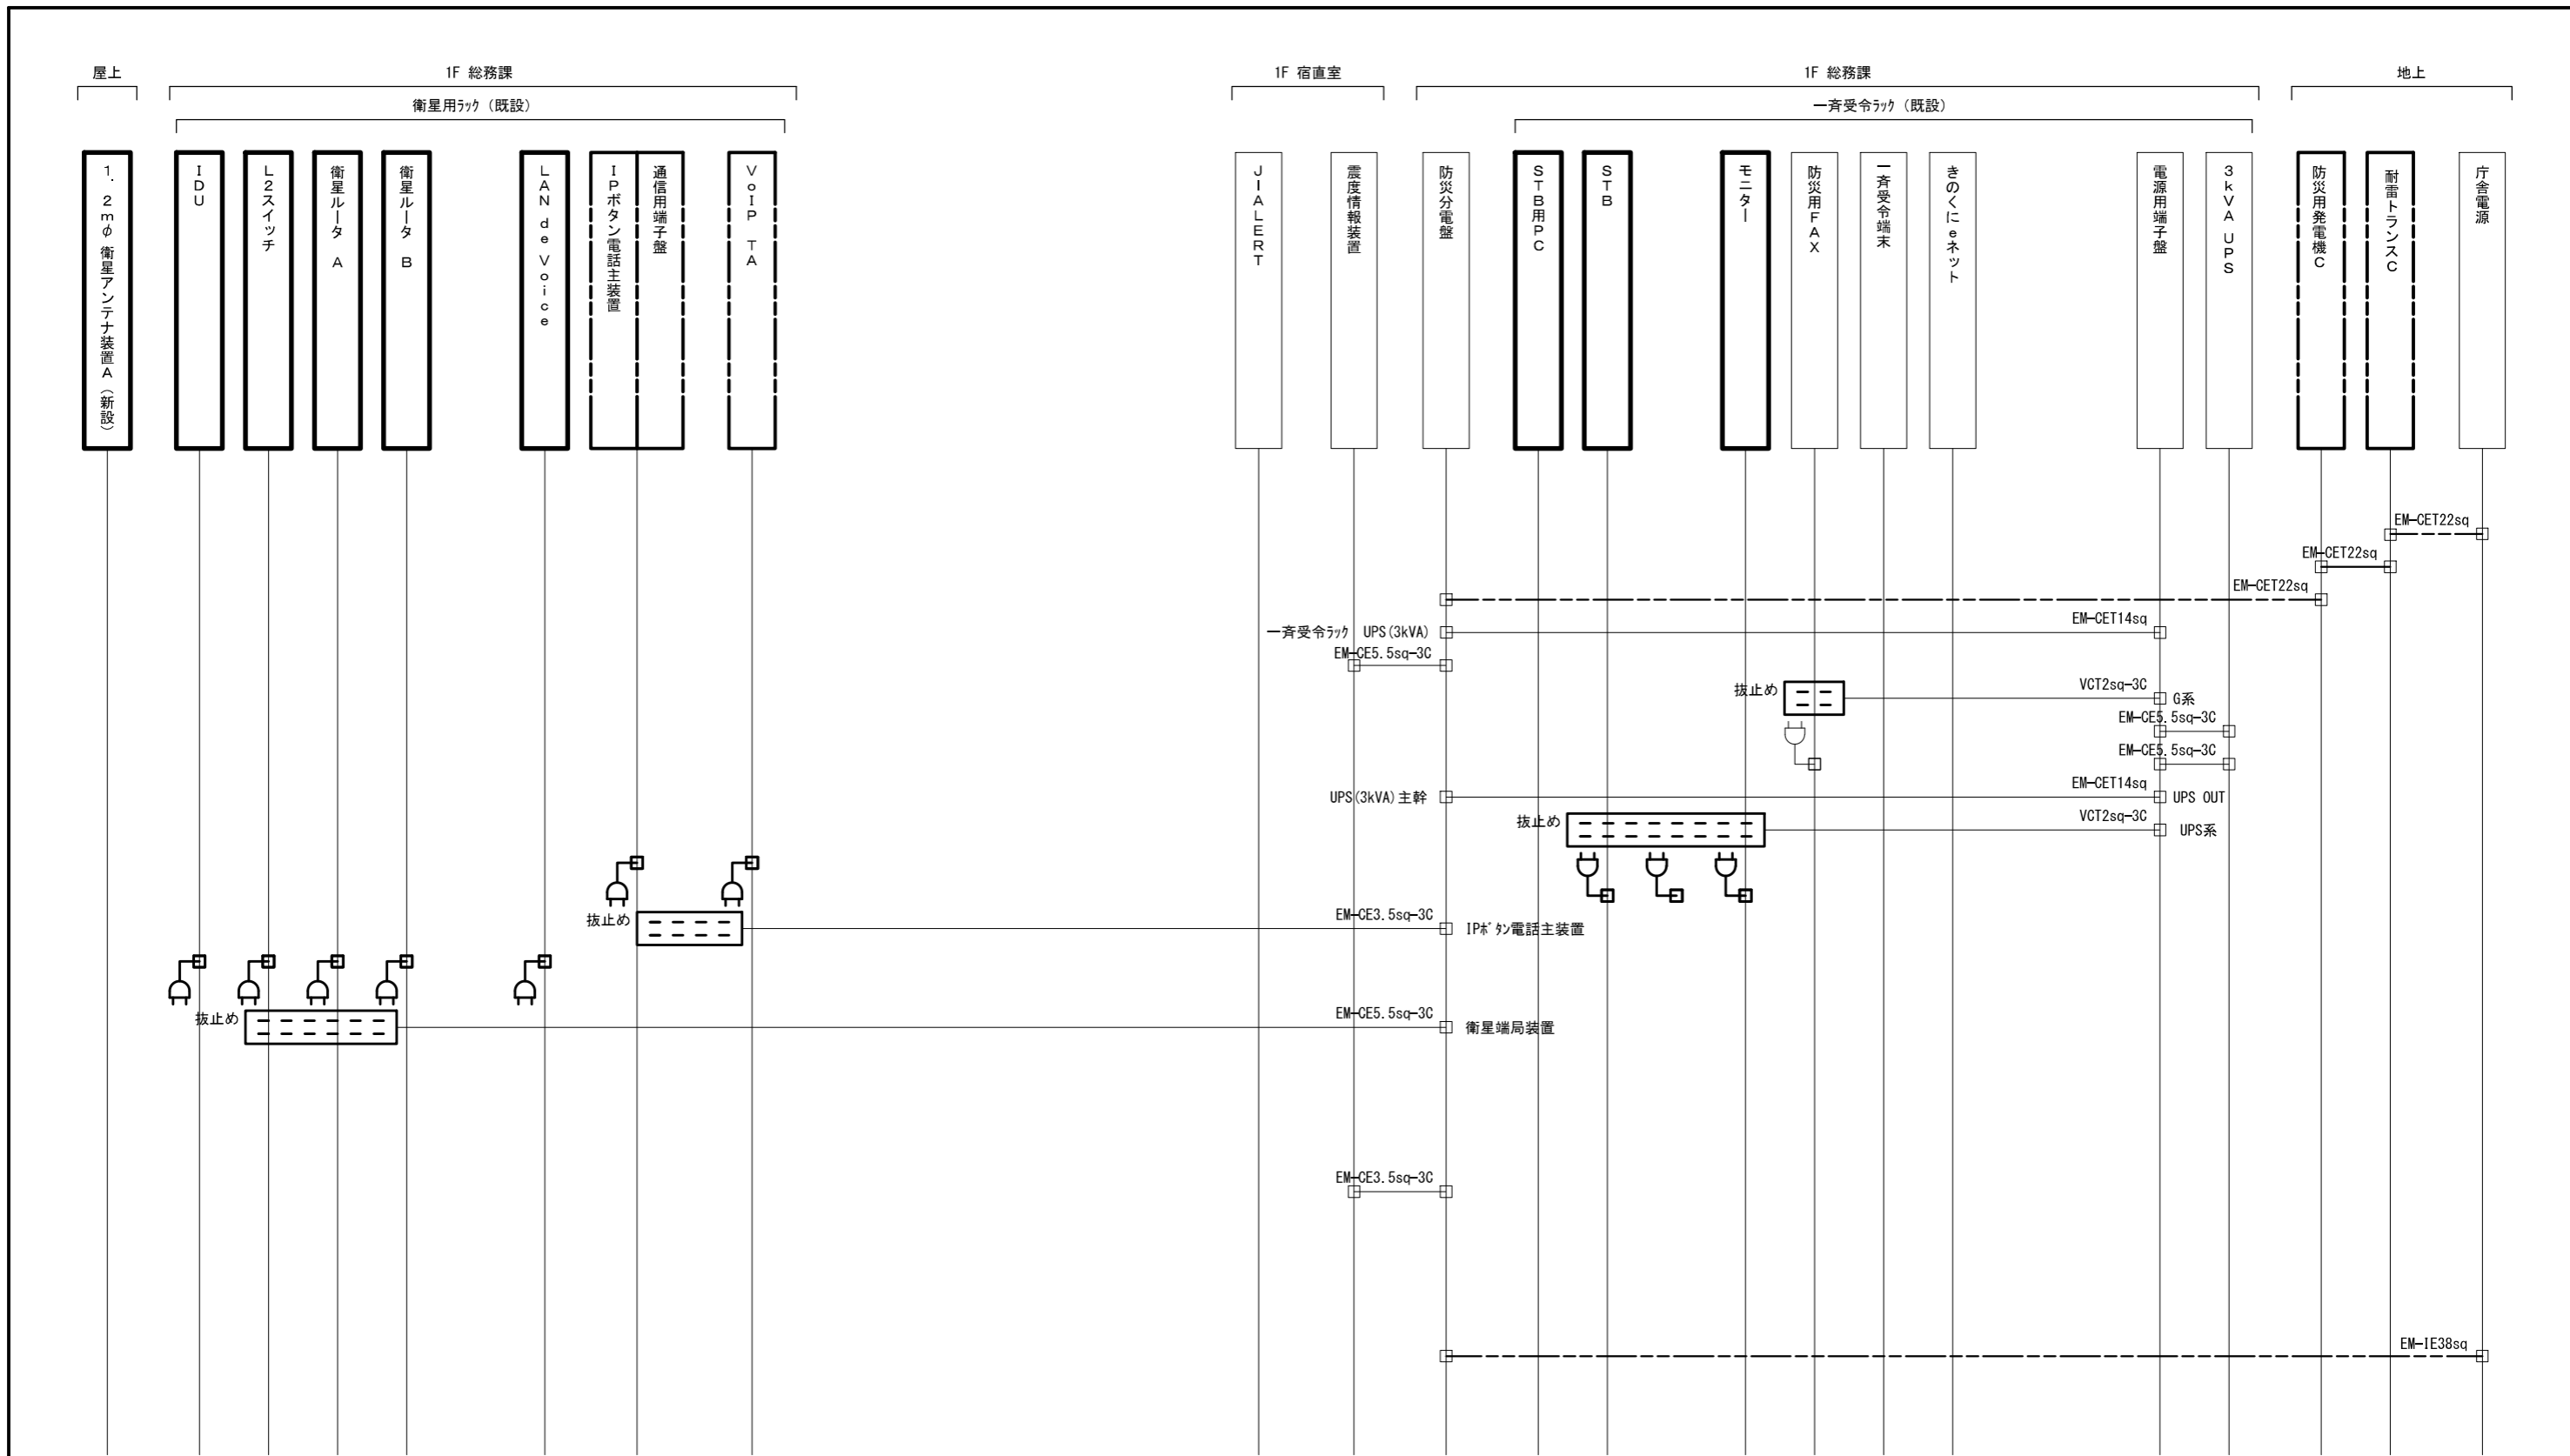 屋上
1F 総務課
1F 宿直室
1F 総務課
地上
衛星用ﾗｯｸ（既設）
一斉受令ﾗｯｸ（既設）
１．２ｍφ 衛星アンテナ装置Ａ（新設）
ＩＤＵ
Ｌ２スイッチ
衛星ルータ Ａ
衛星ルータ Ｂ
ＬＡＮ ｄｅ Ｖｏｉｃｅ
ＩＰボタン電話主装置
通信用端子盤
ＶｏＩＰ ＴＡ
Ｊ－ＡＬＥＲＴ
震度情報装置
防災分電盤
ＳＴＢ用ＰＣ
ＳＴＢ
モニター
防災用ＦＡＸ
一斉受令端末
きのくにｅネット
電源用端子盤
３ｋＶＡ ＵＰＳ
防災用発電機Ｃ
耐雷トランスＣ
庁舎電源
EM-CET22sq
EM-CET22sq
EM-CET22sq
一斉受令ﾗｯｸ UPS(3kVA)
EM-CET14sq
EM-CE5.5sq-3C
抜止め
VCT2sq-3C
G系
EM-CE5.5sq-3C
EM-CE5.5sq-3C
UPS(3kVA)主幹
EM-CET14sq
UPS OUT
抜止め
VCT2sq-3C
UPS系
抜止め
EM-CE3.5sq-3C
IPﾎﾞﾀﾝ電話主装置
抜止め
EM-CE5.5sq-3C
衛星端局装置
EM-CE3.5sq-3C
EM-IE38sq